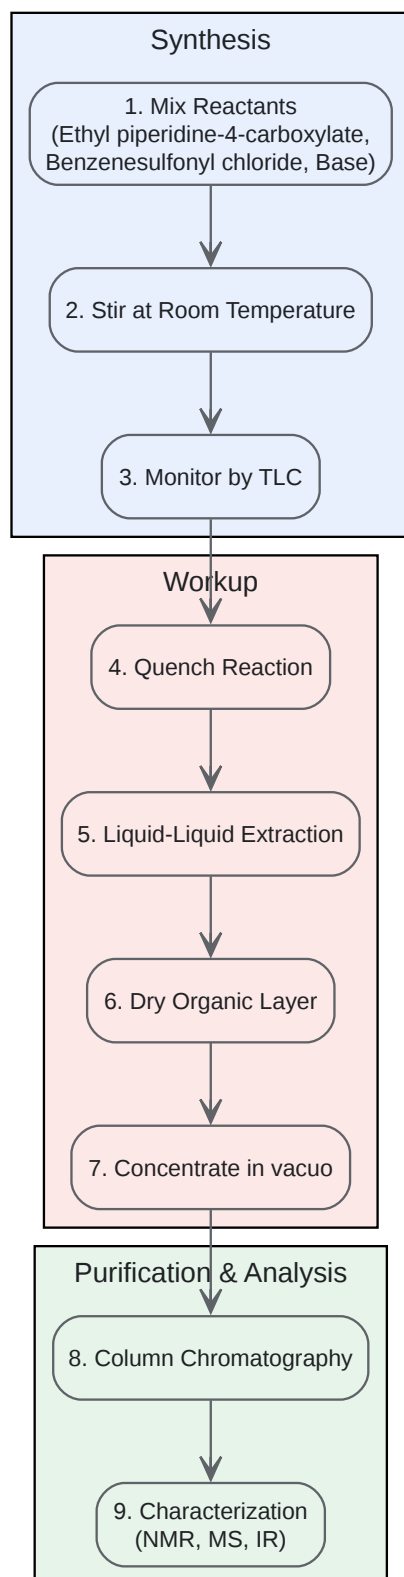 Synthesis
1. Mix Reactants
(Ethyl piperidine-4-carboxylate,
Benzenesulfonyl chloride, Base)
2. Stir at Room Temperature
3. Monitor by TLC
Workup
4. Quench Reaction
5. Liquid-Liquid Extraction
6. Dry Organic Layer
7. Concentrate in vacuo
Purification & Analysis
8. Column Chromatography
9. Characterization
(NMR, MS, IR)